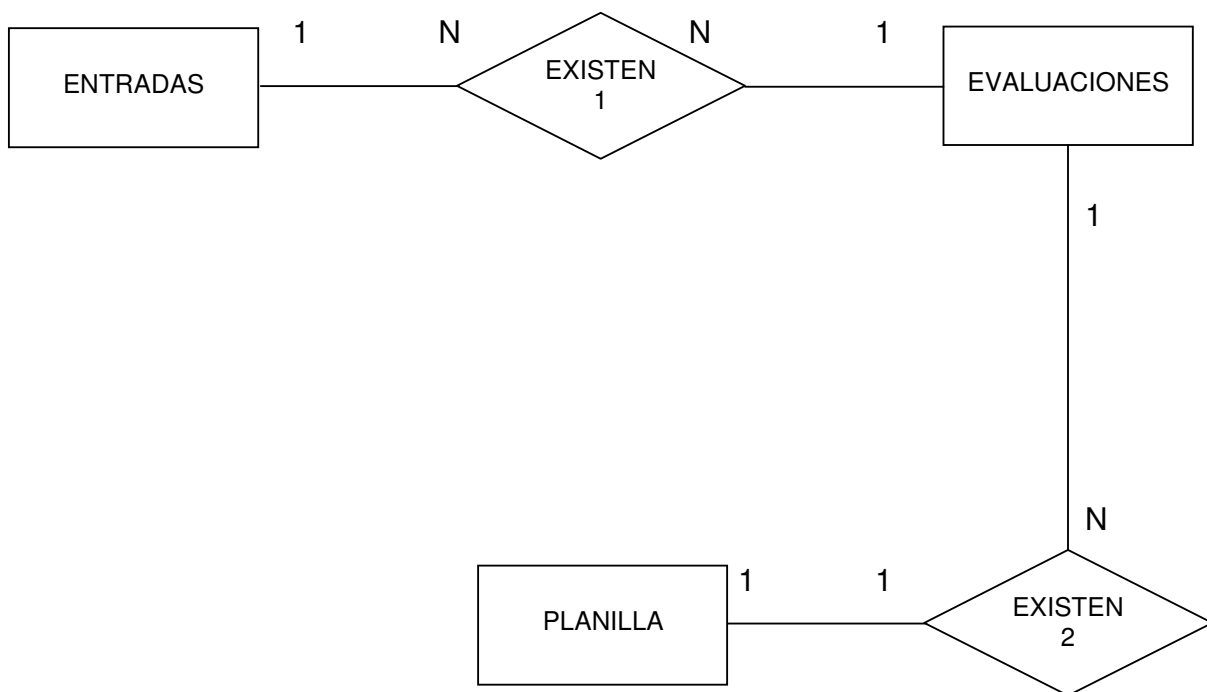 1 N N 1
ENTRADAS
EXISTEN
1
EVALUACIONES
1
N
1 1
PLANILLA
EXISTEN
2